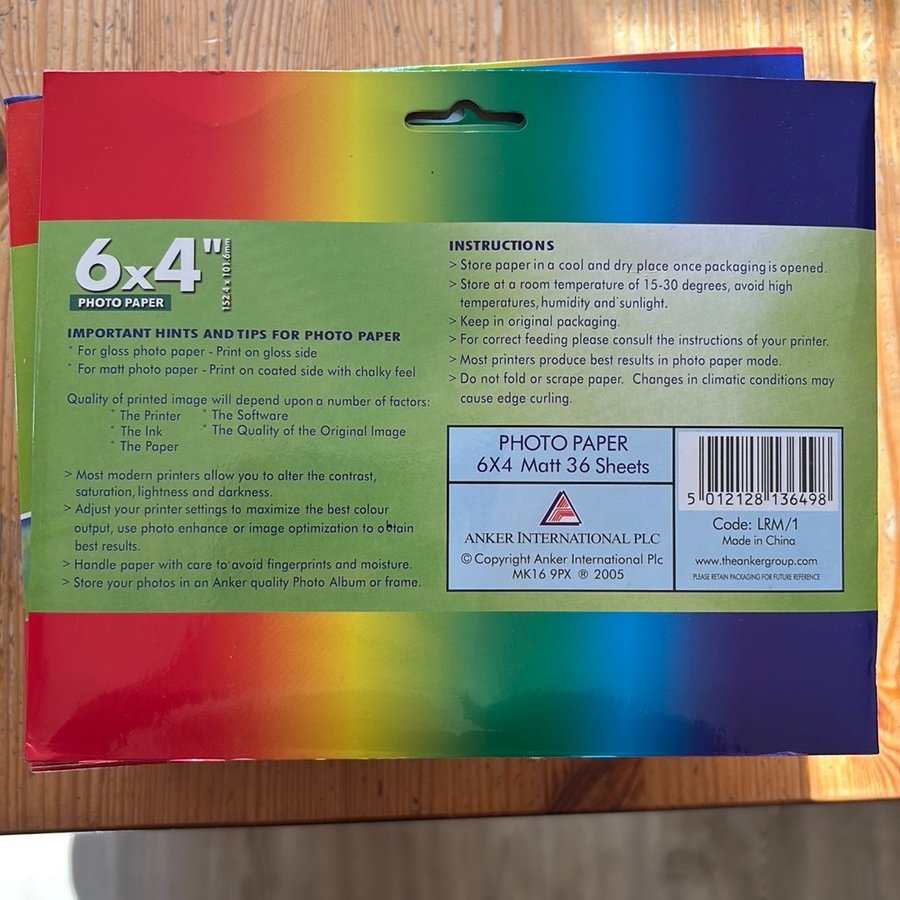 6x4"
152.4 x 101.6mm
PHOTO PAPER
IMPORTANT HINTS AND TIPS FOR PHOTO PAPER
* For gloss photo paper - Print on gloss side
* For matt photo paper - Print on coated side with chalky feel
Quality of printed image will depend upon a number of factors:
* The Printer * The Software
* The Ink * The Quality of the Original Image
* The Paper
> Most modern printers allow you to alter the contrast,
saturation, lightness and darkness.
> Adjust your printer settings to maximize the best colour
output, use photo enhance or image optimization to obtain
best results.
> Handle paper with care to avoid fingerprints and moisture.
> Store your photos in an Anker quality Photo Album or frame.
INSTRUCTIONS
> Store paper in a cool and dry place once packaging is opened.
> Store at a room temperature of 15-30 degrees, avoid high
temperatures, humidity and sunlight.
> Keep in original packaging.
> For correct feeding please consult the instructions of your printer.
> Most printers produce best results in photo paper mode.
> Do not fold or scrape paper. Changes in climatic conditions may
cause edge curling.
PHOTO PAPER
6X4 Matt 36 Sheets
ANKER INTERNATIONAL PLC
© Copyright Anker International Plc
MK16 9PX ® 2005
5 012128 136498
Code: LRM/1
Made in China
www.theankergroup.com
PLEASE RETAIN PACKAGING FOR FUTURE REFERENCE